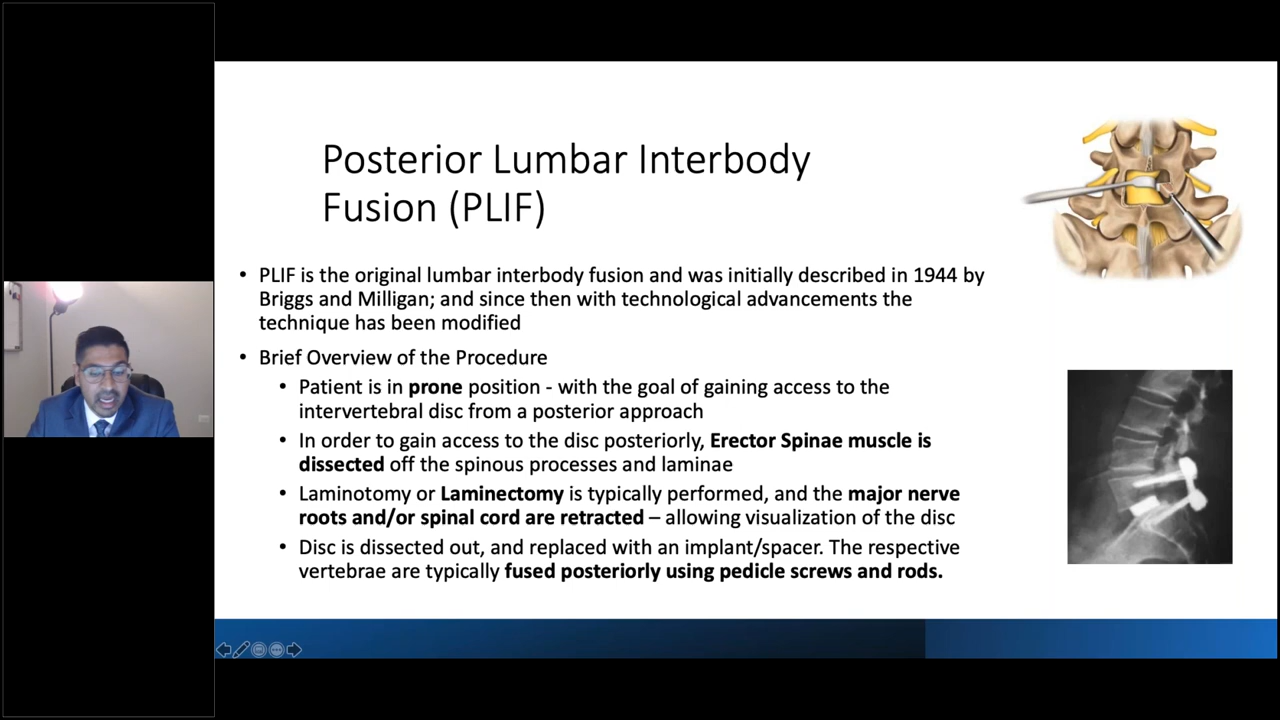 Posterior Lumbar Interbody
Fusion (PLIF)
• PLIF is the original lumbar interbody fusion and was initially described in 1944 by
Briggs and Milligan; and since then with technological advancements the
technique has been modified
• Brief Overview of the Procedure
• Patient is in prone position - with the goal of gaining access to the
intervertebral disc from a posterior approach
• In order to gain access to the disc posteriorly, Erector Spinae muscle is
dissected off the spinous processes and laminae
• Laminotomy or Laminectomy is typically performed, and the major nerve
roots and/or spinal cord are retracted – allowing visualization of the disc
• Disc is dissected out, and replaced with an implant/spacer. The respective
vertebrae are typically fused posteriorly using pedicle screws and rods.